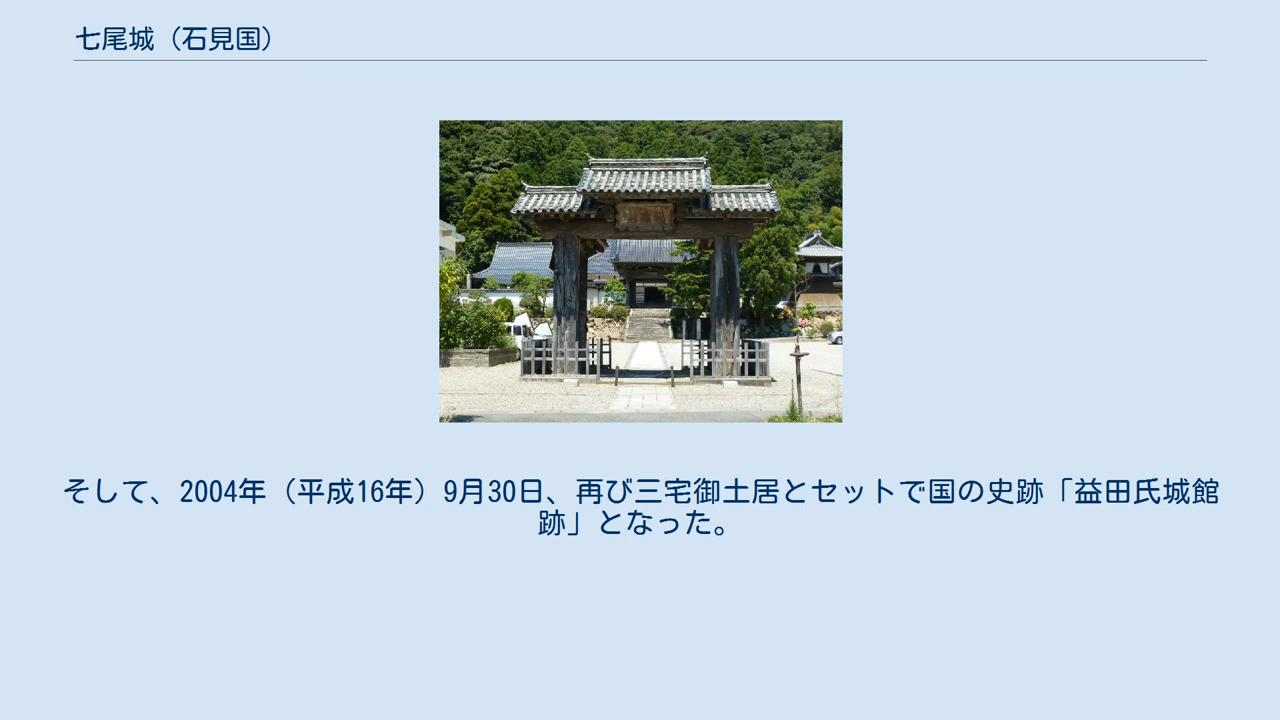 七尾城（石見国）
そして、2004年（平成16年）9月30日、再び三宅御土居とセットで国の史跡「益田氏城館
跡」となった。